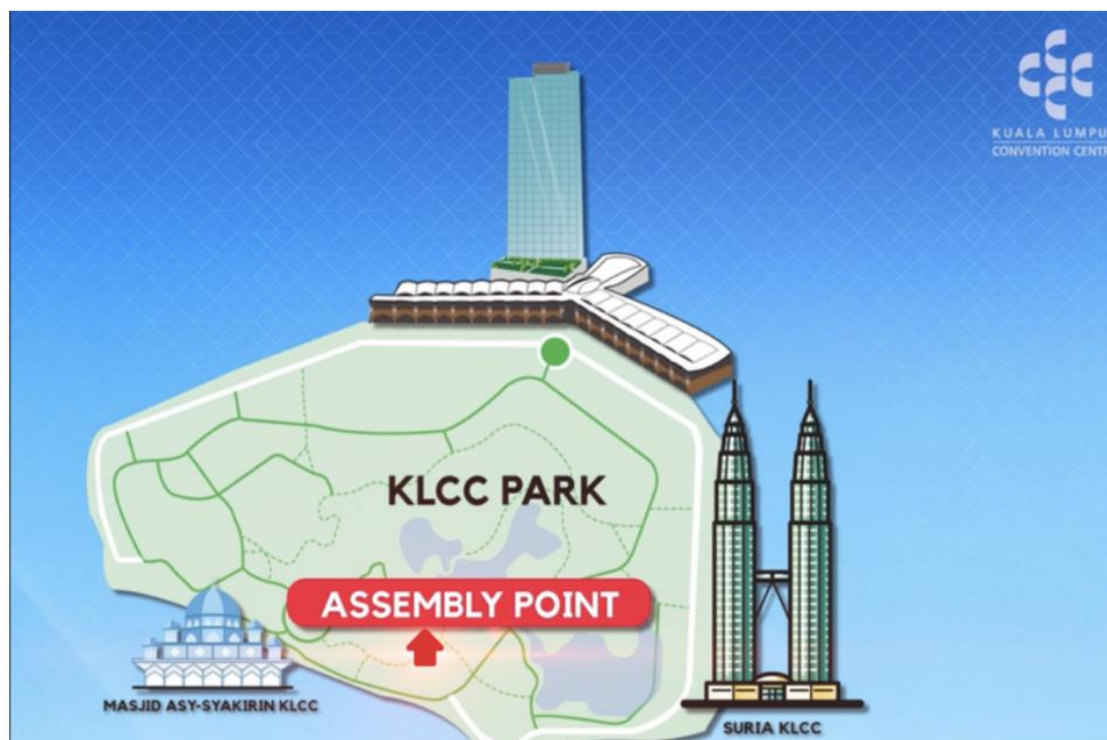 KUALA LUMPU
CONVENTION CENT
KLCC PARK
ASSEMBLY POINT
MASJID ASY-SYAKIRIN KLCC
SURIA KLCC